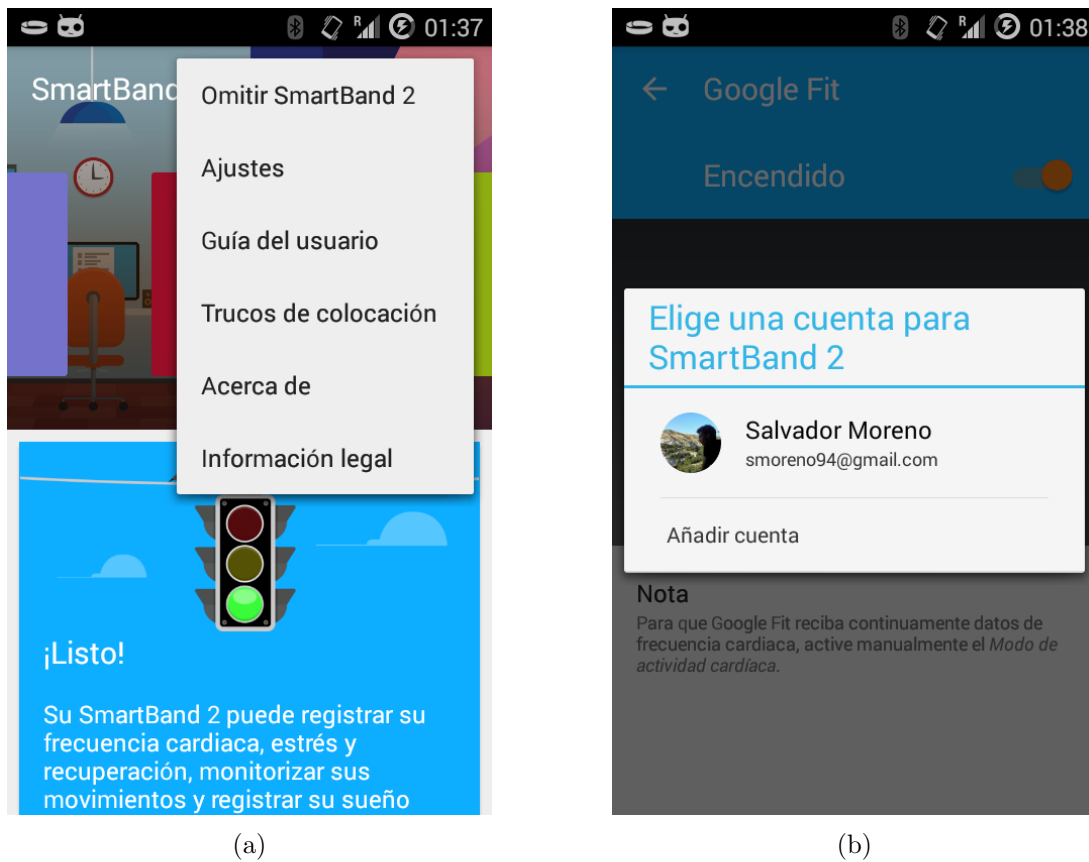 01:37
SmartBand
Omitir SmartBand 2
Ajustes
Guía del usuario
Trucos de colocación
Acerca de
Información legal
¡Listo!
Su SmartBand 2 puede registrar su
frecuencia cardiaca, estrés y
recuperación, monitorizar sus
movimientos y registrar su sueño
(a)
R 01:38
Google Fit
Encendido
Elige una cuenta para
SmartBand 2
Salvador Moreno
smoreno94@gmail.com
Añadir cuenta
Nota
Para que Google Fit reciba continuamente datos de
frecuencia cardiaca, active manualmente el Modo de
actividad cardíaca.
(b)